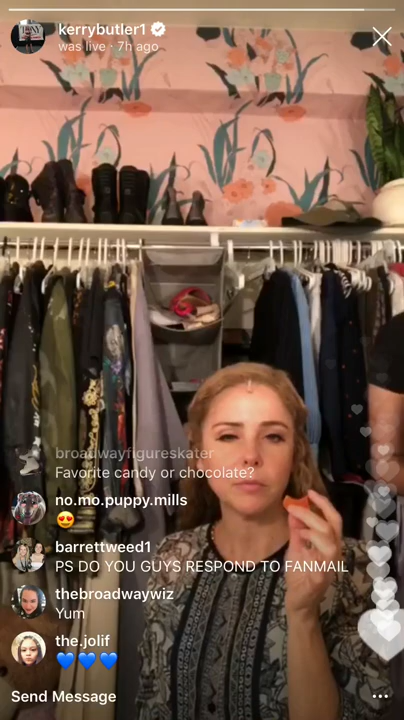 kerrybutler1
was live · 7h ago
broadwayfigureskater
Favorite candy or chocolate?
no.mo.puppy.mills
😍
barrettweed1
PS DO YOU GUYS RESPOND TO FANMAIL
thebroadwaywiz
Yum
the.jolif
💙💙💙
Send Message